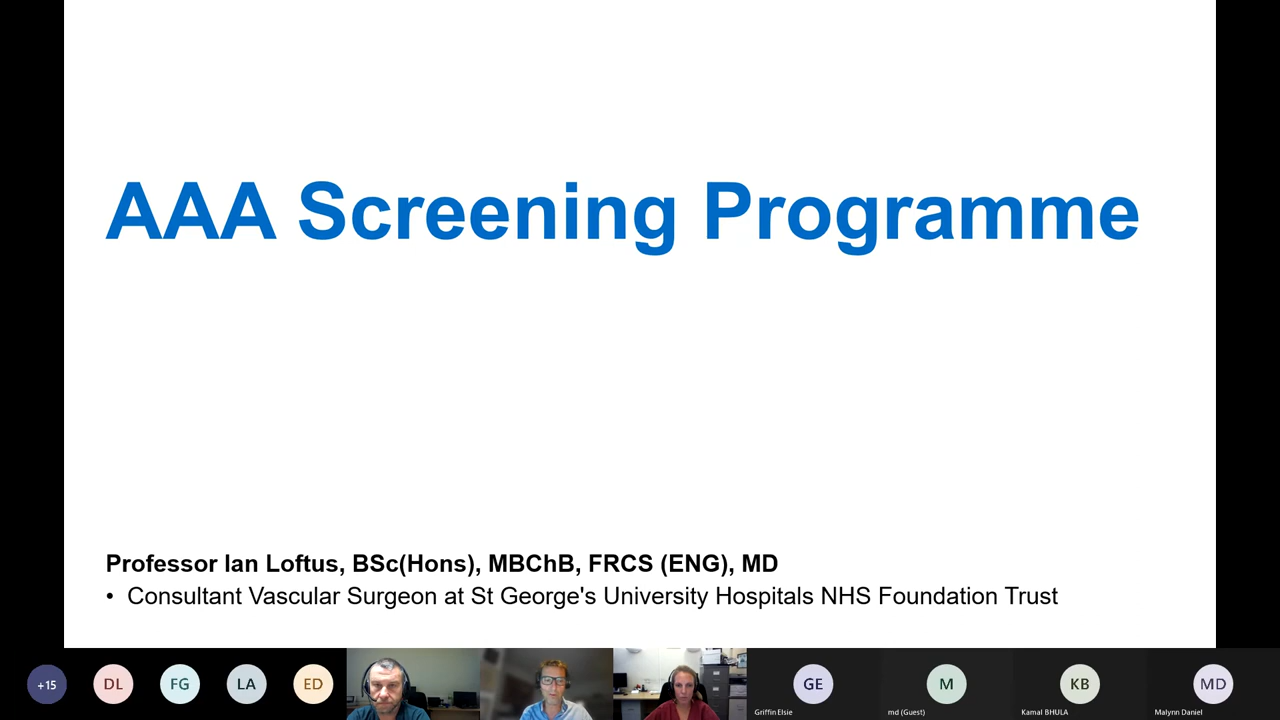 AAA Screening Programme
Professor Ian Loftus, BSc(Hons), MBChB, FRCS (ENG), MD
• Consultant Vascular Surgeon at St George's University Hospitals NHS Foundation Trust
+15
DL
FG
LA
ED
GE
M
KB
MD
Griffin Elsie
md (Guest)
Kamal BHULA
Malynn Daniel